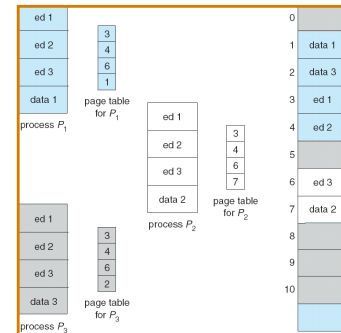 ed 1
ed 2
ed 3
data 1
process P1
3
4
6
1
page table
for P1
ed 1
ed 2
ed 3
data 2
process P2
3
4
6
7
page table
for P2
ed 1
ed 2
ed 3
data 3
process P3
3
4
6
2
page table
for P3
0
1 data 1
2 data 3
3 ed 1
4 ed 2
5
6 ed 3
7 data 2
8
9
10